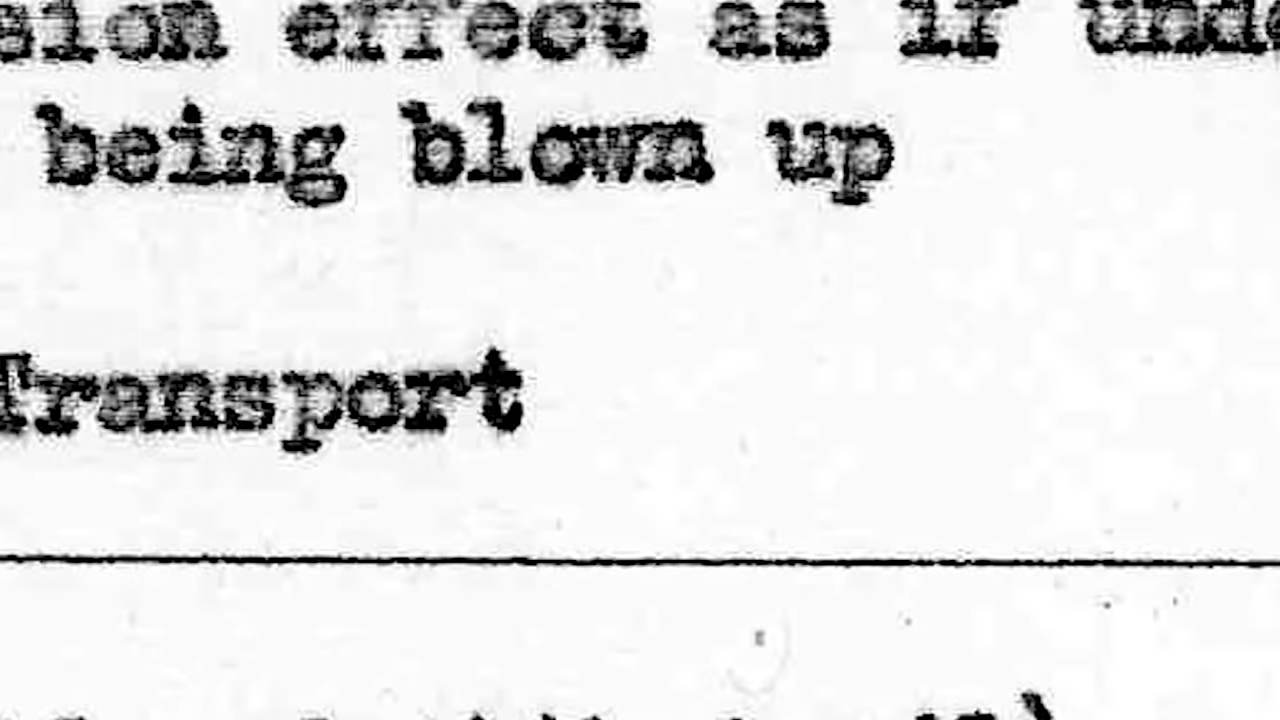 effect as if
being blown up
Transport